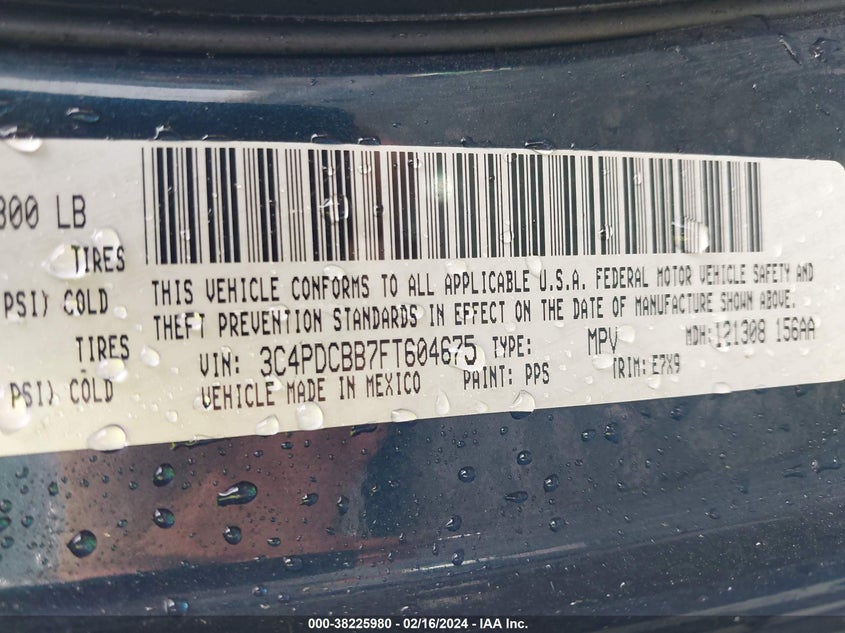 800 LB
TIRES
PSI) COLD
TIRES
PSI) COLD
THIS VEHICLE CONFORMS TO ALL APPLICABLE U.S.A. FEDERAL MOTOR VEHICLE SAFETY AND
THEFT PREVENTION STANDARDS IN EFFECT ON THE DATE OF MANUFACTURE SHOWN ABOVE.
VIN: 3C4PDCBB7FT604675 TYPE: MPV MDH: 121308 156AA
VEHICLE MADE IN MEXICO PAINT: PPS TRIM: E7X9
000-38225980 - 02/16/2024 - IAA Inc.